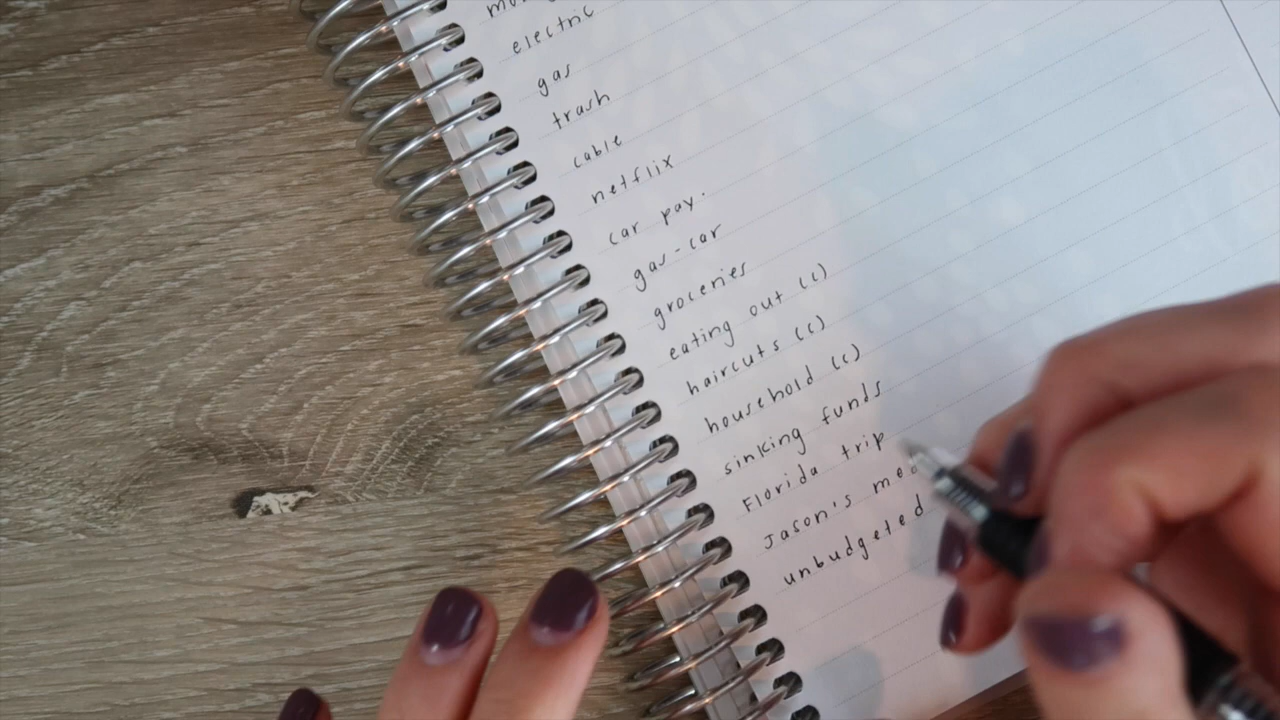 electric
gas
trash
cable
netflix
car pay.
gas-car
groceries
eating out (c)
haircuts (c)
household (c)
sinking funds
Florida trip
Jason's
unbudgeted